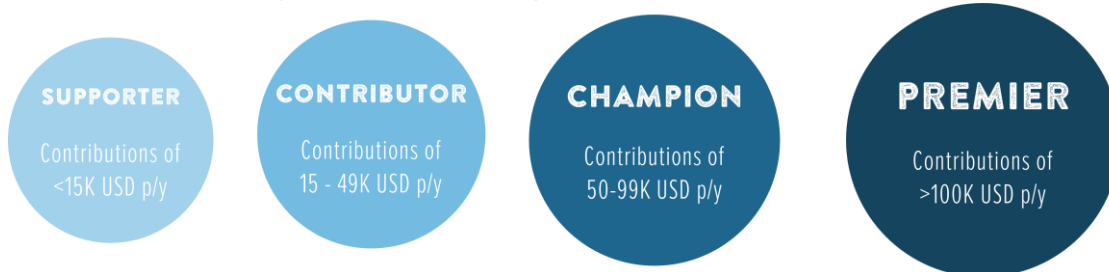 SUPPORTER
Contributions of
<15K USD p/y
CONTRIBUTOR
Contributions of
15 - 49K USD p/y
CHAMPION
Contributions of
50-99K USD p/y
PREMIER
Contributions of
>100K USD p/y